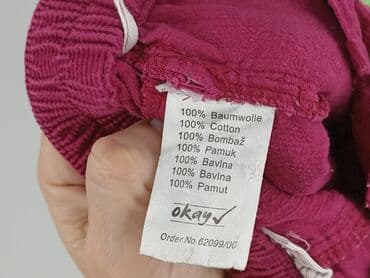 100% Baumwolle
100% Cotton
100% Bombaž
100% Pamuk
100% Bavlna
100% Bavlna
100% Pamut
okay
Order No. 62099/00